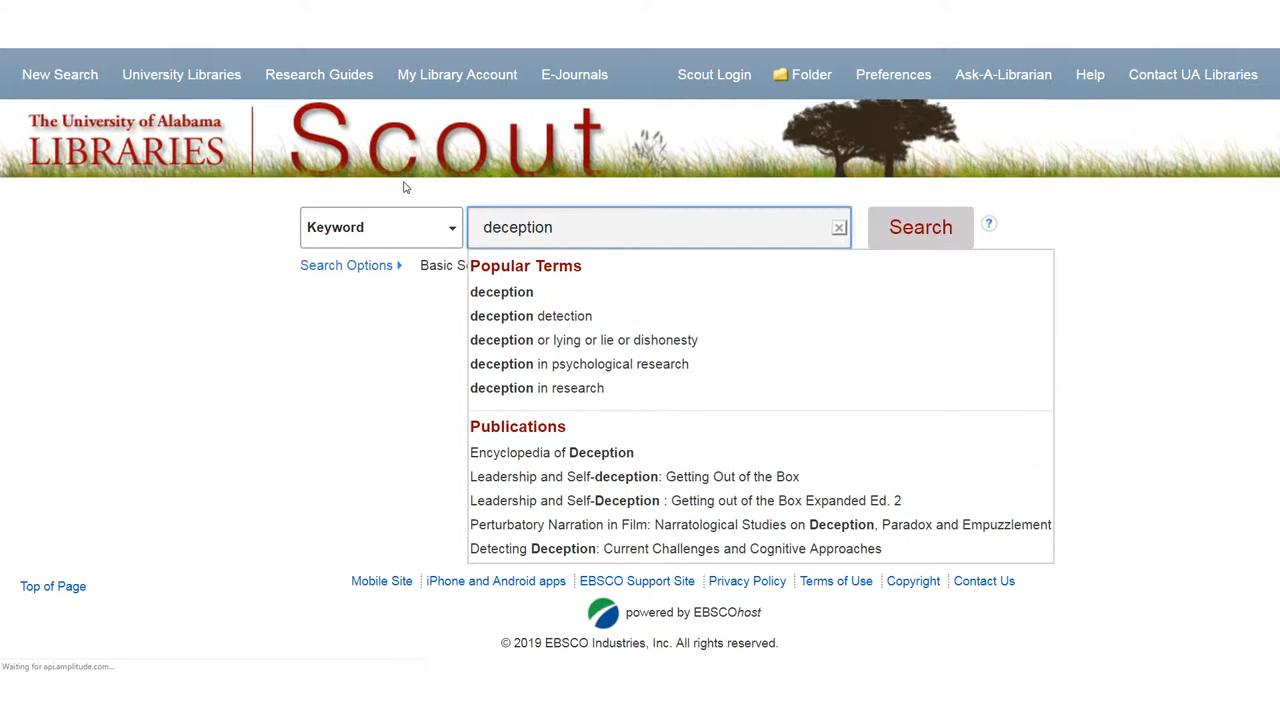 New Search University Libraries Research Guides My Library Account E-Journals Scout Login Folder Preferences Ask-A-Librarian Help Contact UA Libraries
The University of Alabama
LIBRARIES
Scout
Keyword deception Search ?
Search Options Basic S
Popular Terms
deception
deception detection
deception or lying or lie or dishonesty
deception in psychological research
deception in research
Publications
Encyclopedia of Deception
Leadership and Self-deception: Getting Out of the Box
Leadership and Self-Deception : Getting out of the Box Expanded Ed. 2
Perturbatory Narration in Film: Narratological Studies on Deception, Paradox and Empuzzlement
Detecting Deception: Current Challenges and Cognitive Approaches
Top of Page Mobile Site iPhone and Android apps EBSCO Support Site Privacy Policy Terms of Use Copyright Contact Us
powered by EBSCOhost
© 2019 EBSCO Industries, Inc. All rights reserved.
Waiting for api.amplitude.com...